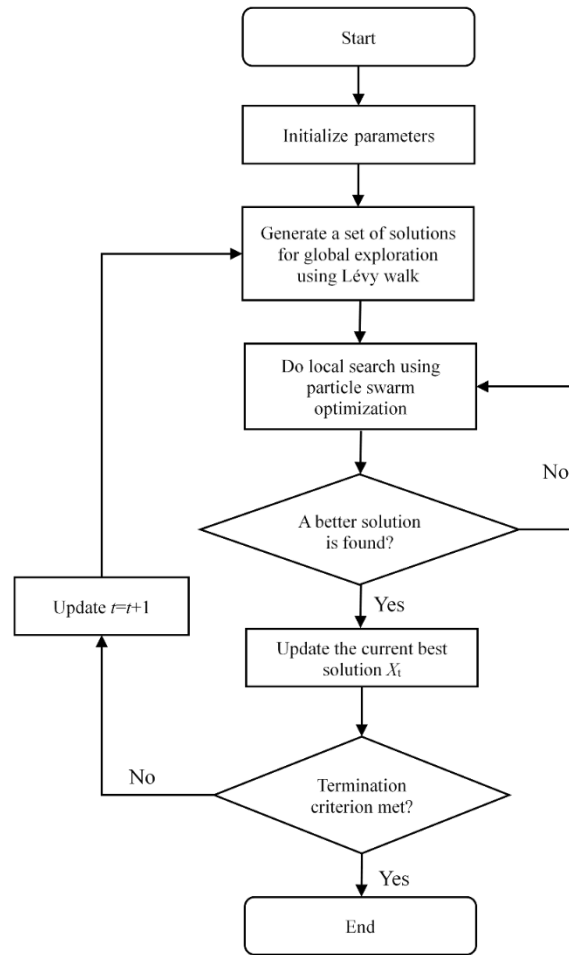 Start
Initialize parameters
Generate a set of solutions
for global exploration
using Lévy walk
Do local search using
particle swarm
optimization
No
A better solution
is found?
Update t=t+1
Yes
Update the current best
solution Xt
No
Termination
criterion met?
Yes
End